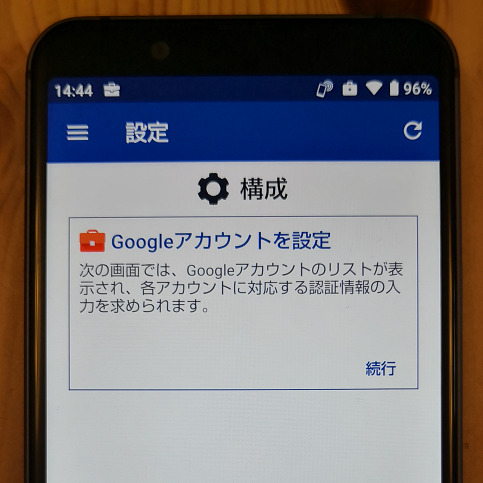 14:44 96%
設定
構成
Googleアカウントを設定
次の画面では、Googleアカウントのリストが表
示され、各アカウントに対応する認証情報の入
力を求められます。
続行